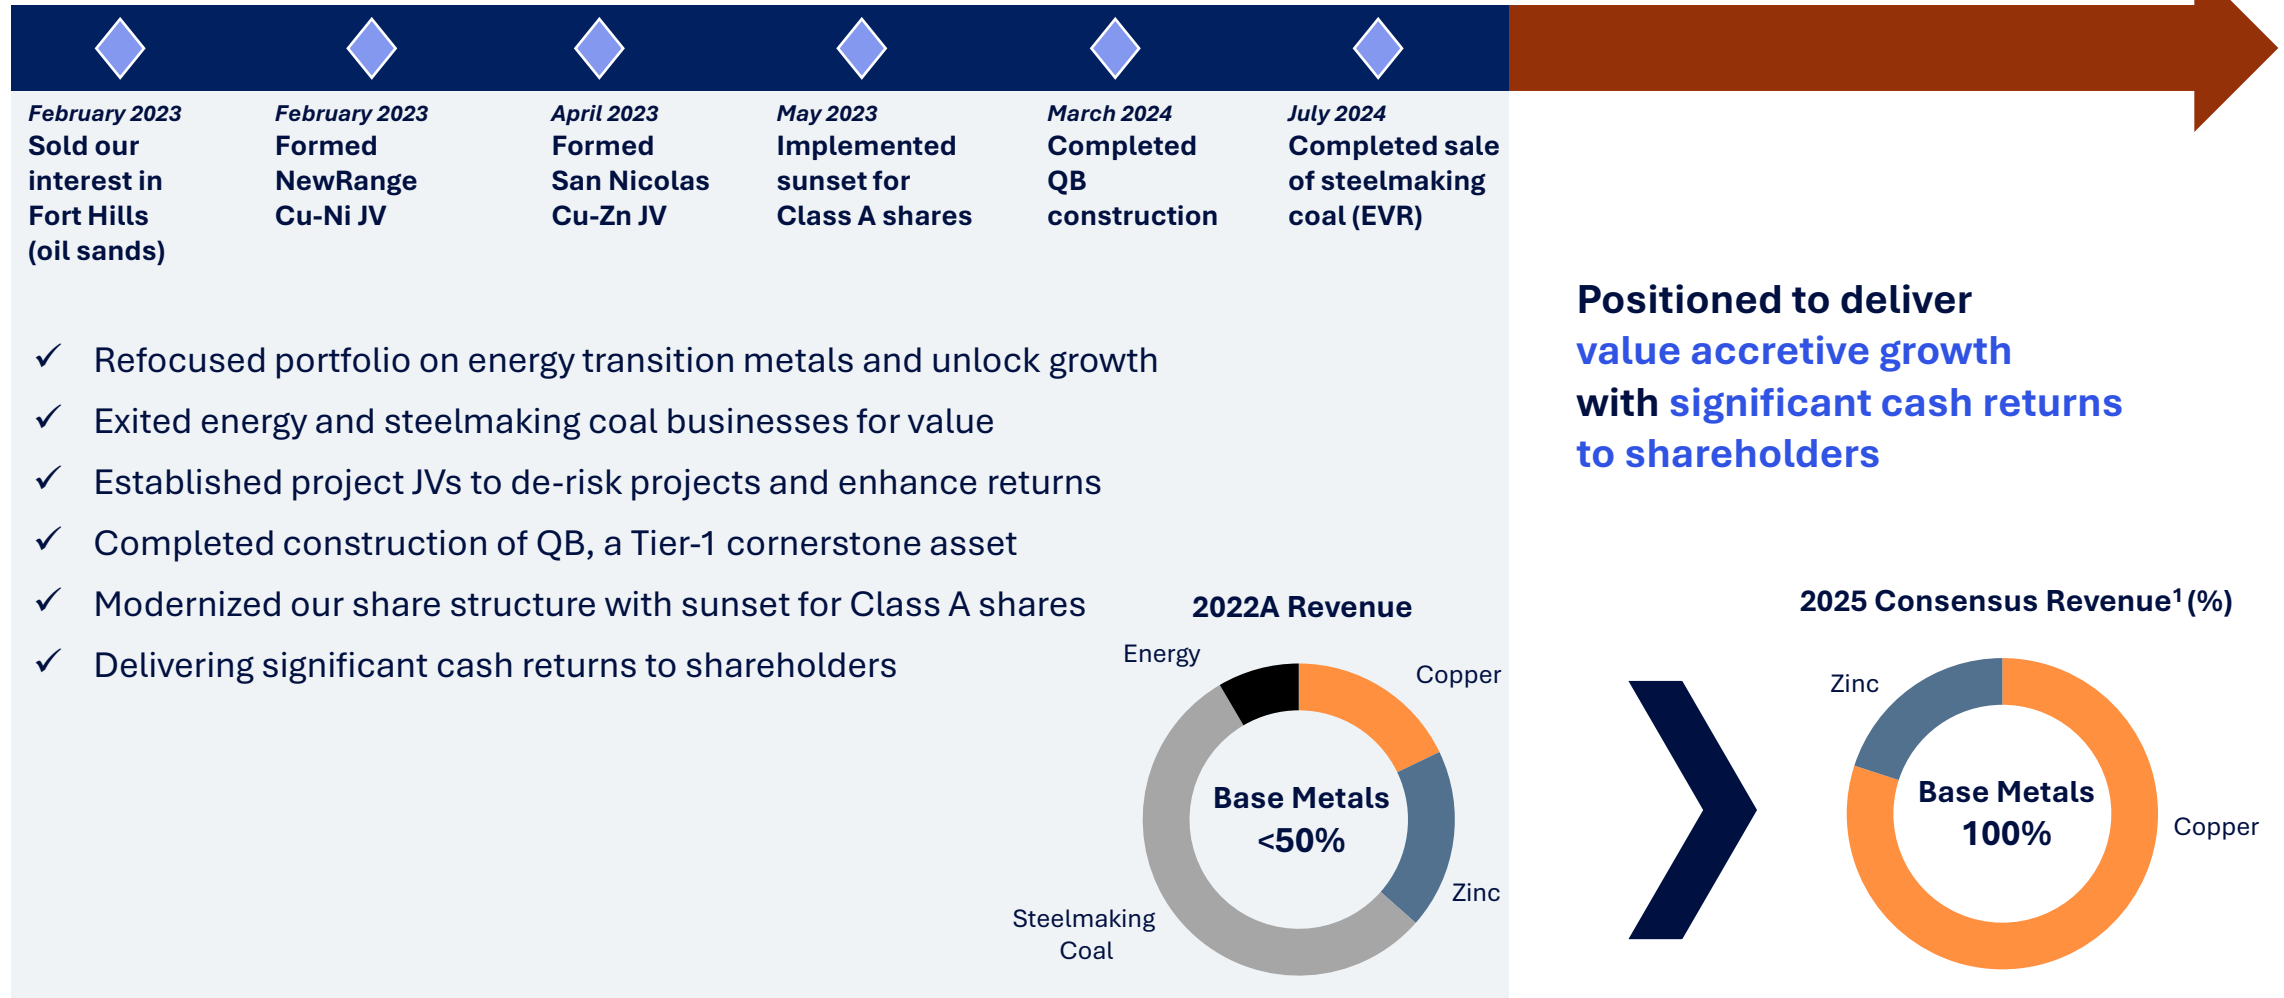 February 2023
Sold our
interest in
Fort Hills
(oil sands)
February 2023
Formed
NewRange
Cu-Ni JV
April 2023
Formed
San Nicolas
Cu-Zn JV
May 2023
Implemented
sunset for
Class A shares
March 2024
Completed
QB
construction
July 2024
Completed sale
of steelmaking
coal (EVR)
✓ Refocused portfolio on energy transition metals and unlock growth
✓ Exited energy and steelmaking coal businesses for value
✓ Established project JVs to de-risk projects and enhance returns
✓ Completed construction of QB, a Tier-1 cornerstone asset
✓ Modernized our share structure with sunset for Class A shares
✓ Delivering significant cash returns to shareholders
Positioned to deliver
value accretive growth
with significant cash returns
to shareholders
2022A Revenue
Energy
Copper
Base Metals
<50%
Zinc
Steelmaking
Coal
2025 Consensus Revenue¹ (%)
Zinc
Base Metals
100%
Copper